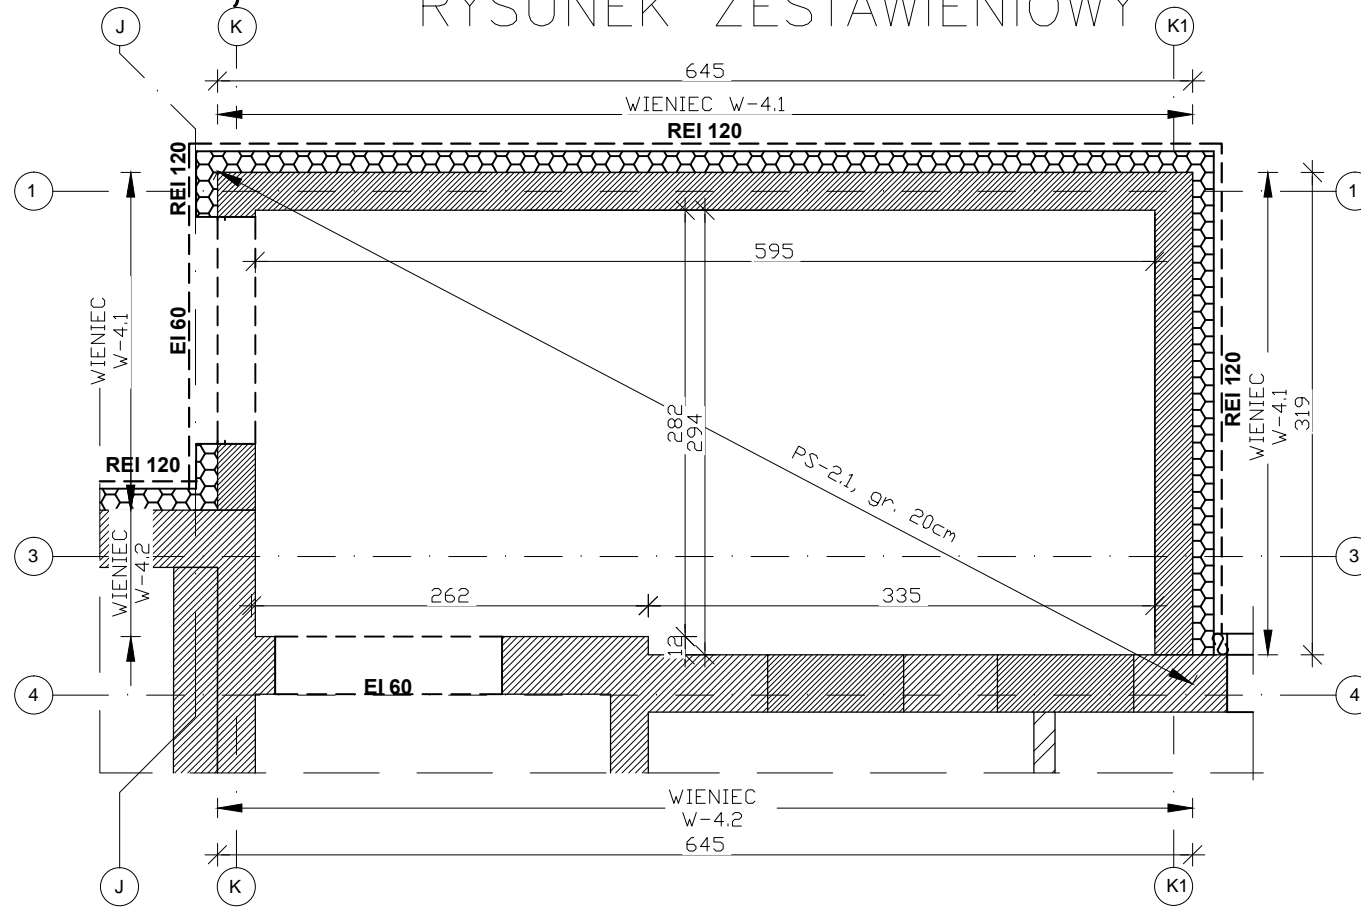 RYSUNEK ZESTAWIENIOWY
J
K
K1
645
WIENIEC W-4.1
REI 120
REI 120
1
1
595
WIENIEC
W-4.1
EI 60
282
294
REI 120
WIENIEC
W-4.1
319
PS-2.1, gr. 20cm
REI 120
WIENIEC
W-4.2
3
3
262
335
12
4
4
EI 60
WIENIEC
W-4.2
645
J
K
K1